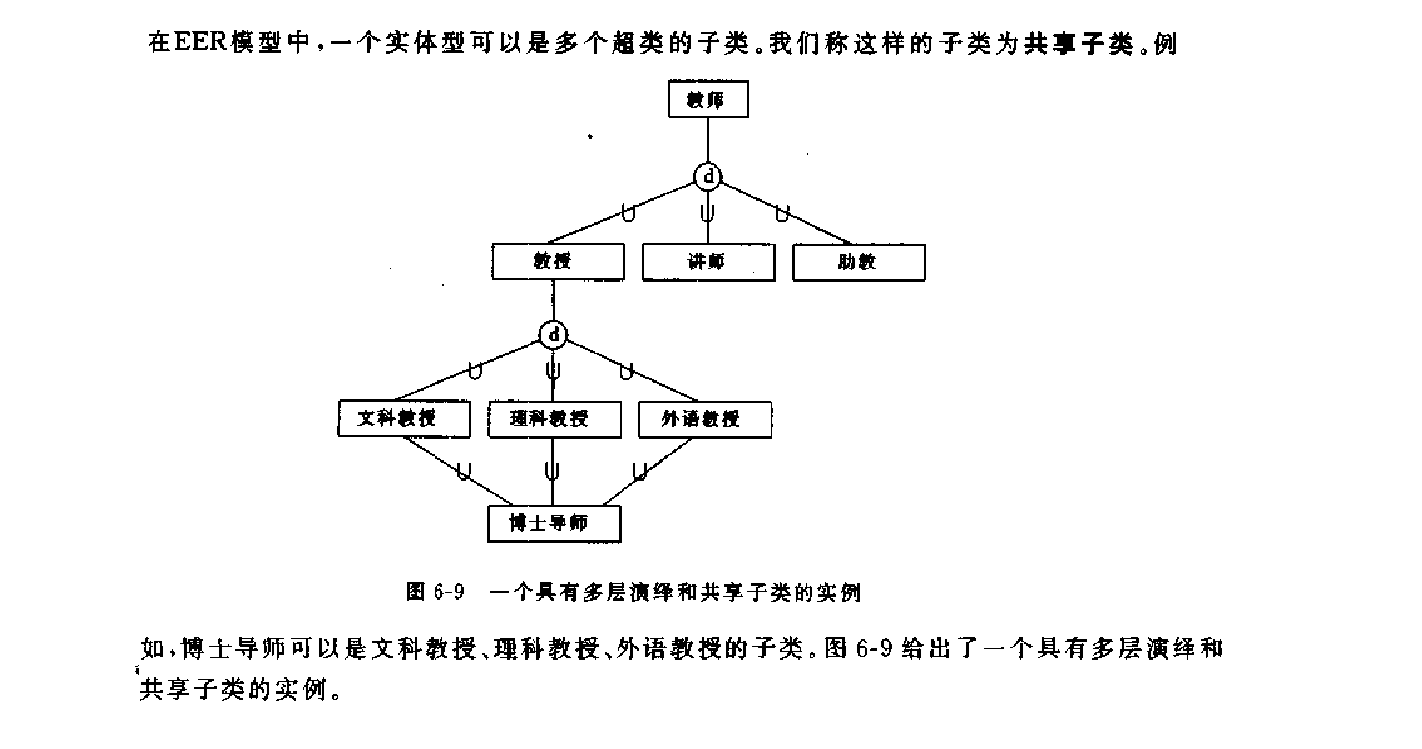 在EER模型中,一个实体型可以是多个超类的子类。我们称这样的子类为共享子类。例
教师
d
U U U
教授 讲师 助教
d
U U U
文科教授 理科教授 外语教授
U U U
博士导师
图 6-9 一个具有多层演绎和共享子类的实例
如,博士导师可以是文科教授、理科教授、外语教授的子类。图 6-9 给出了一个具有多层演绎和
共享子类的实例。